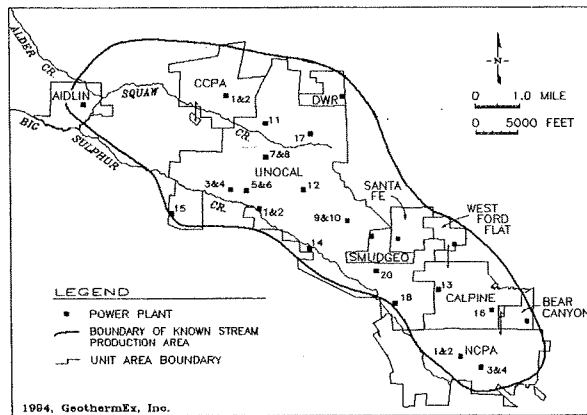 ALDER CR.
AIDLIN
BIG SULPHUR CR.
SQUAW CR.
CCPA
1&2
11
17
DWR
7&8
UNOCAL
3&4
5&6
12
1&2
15
14
9&10
SANTA
FE
WEST
FORD
FLAT
SMUDGEO
20
18
13
CALPINE
16
BEAR
CANYON
1&2
NCPA
3&4
N
0 1.0 MILE
0 5000 FEET
LEGEND
POWER PLANT
BOUNDARY OF KNOWN STREAM
PRODUCTION AREA
UNIT AREA BOUNDARY
1994, GeothermEx, Inc.